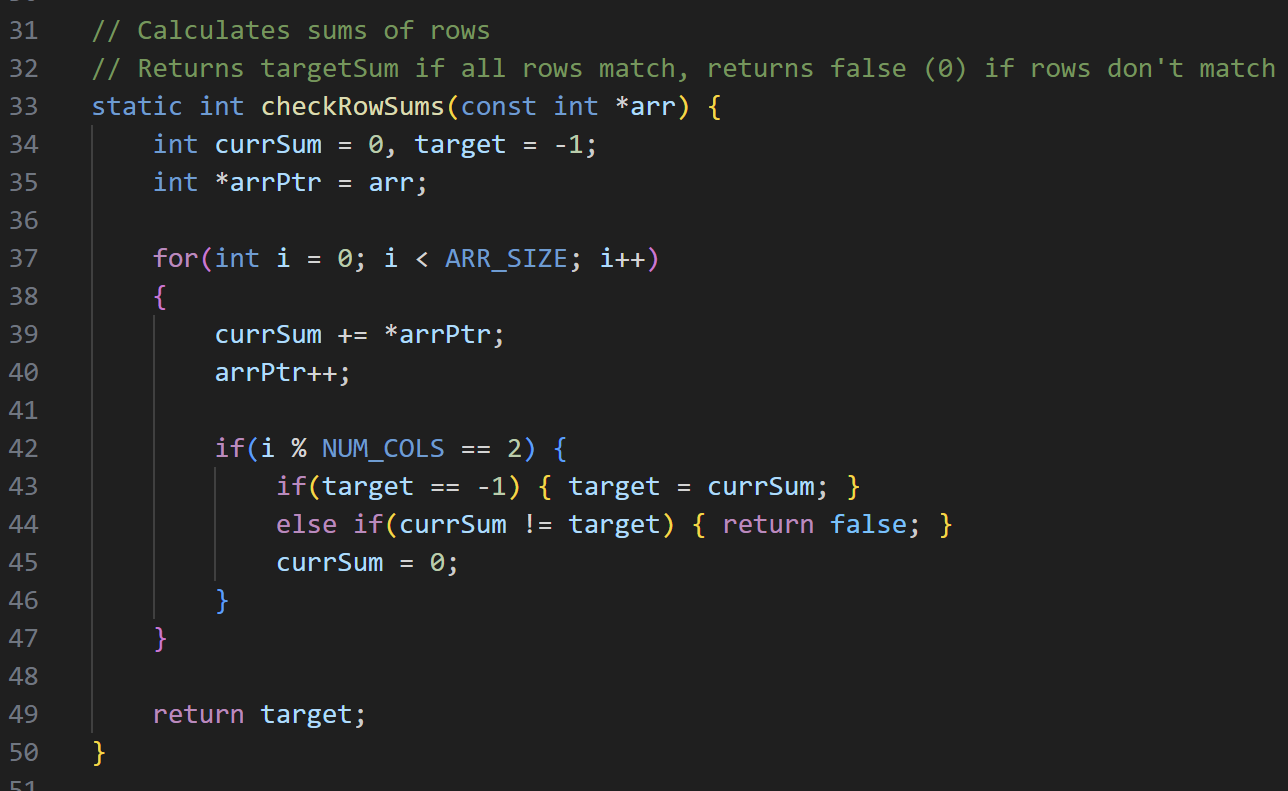 31 // Calculates sums of rows
32 // Returns targetSum if all rows match, returns false (0) if rows don't match
33 static int checkRowSums(const int *arr) {
34     int currSum = 0, target = -1;
35     int *arrPtr = arr;
36
37     for(int i = 0; i < ARR_SIZE; i++)
38     {
39         currSum += *arrPtr;
40         arrPtr++;
41
42         if(i % NUM_COLS == 2) {
43             if(target == -1) { target = currSum; }
44             else if(currSum != target) { return false; }
45             currSum = 0;
46         }
47     }
48
49     return target;
50 }
51